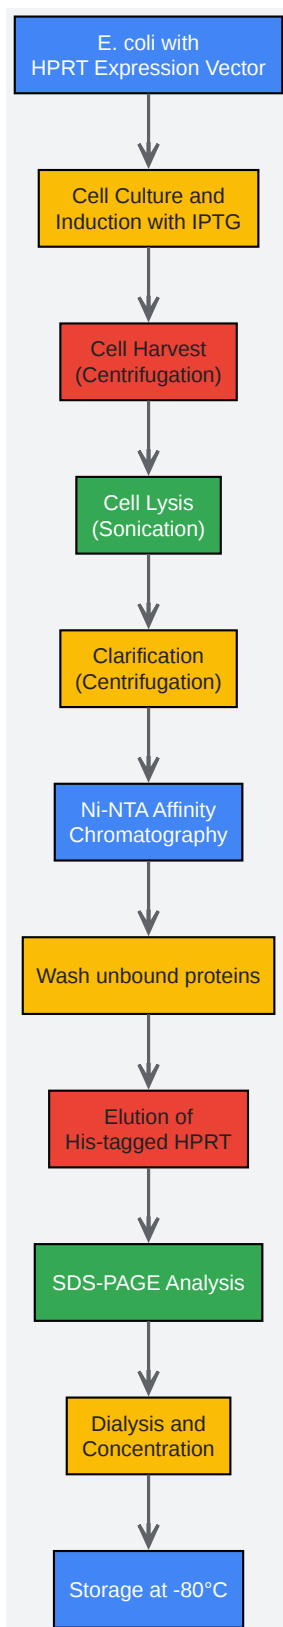 E. coli with
HPRT Expression Vector
Cell Culture and
Induction with IPTG
Cell Harvest
(Centrifugation)
Cell Lysis
(Sonication)
Clarification
(Centrifugation)
Ni-NTA Affinity
Chromatography
Wash unbound proteins
Elution of
His-tagged HPRT
SDS-PAGE Analysis
Dialysis and
Concentration
Storage at -80°C